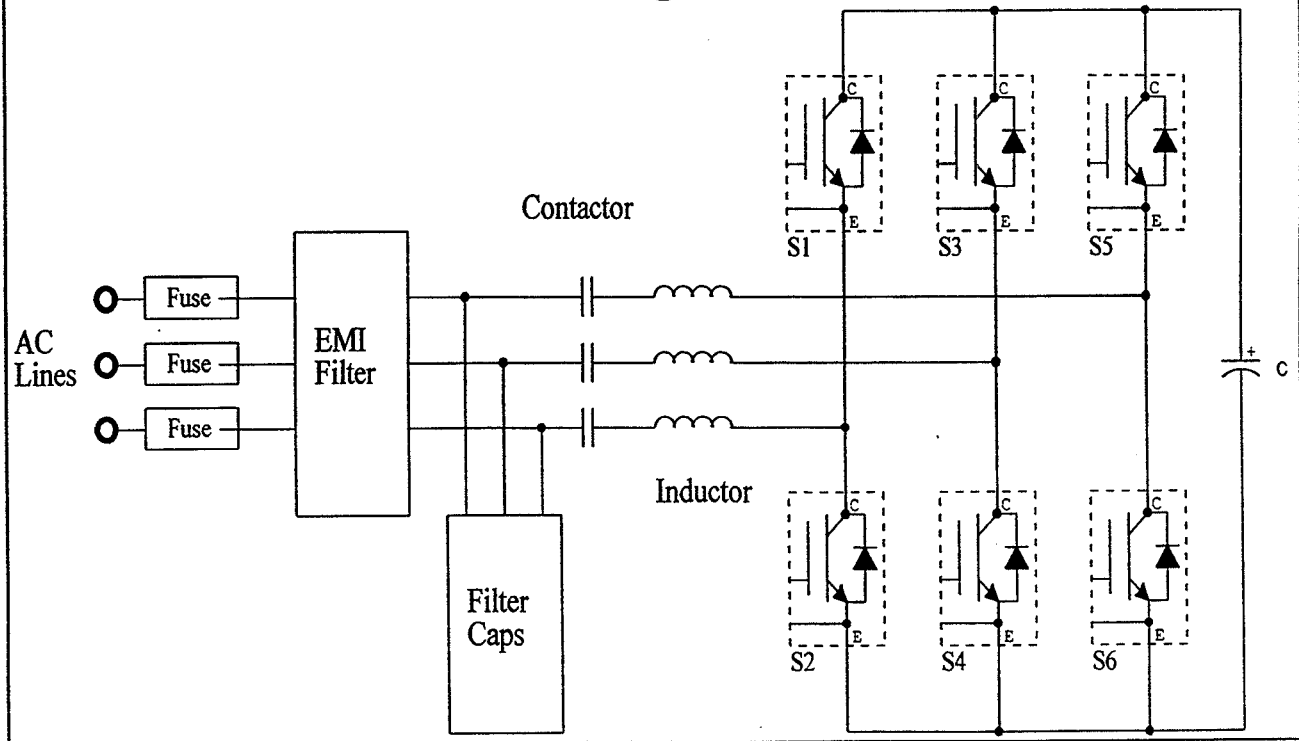 C
C
C
E
E
E
S1
S3
S5
Contactor
Fuse
Fuse
Fuse
AC
Lines
EMI
Filter
+
C
Inductor
C
C
C
E
E
E
S2
S4
S6
Filter
Caps